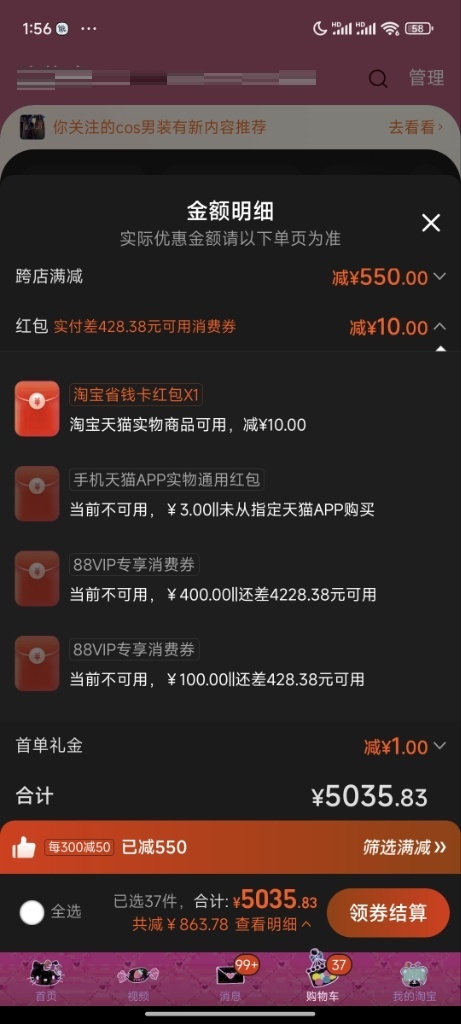 1:56 ···
HD HD 58
管理
你关注的cos男装有新内容推荐 去看看›
金额明细
实际优惠金额请以下单页为准
跨店满减 减¥550.00
红包 实付差428.38元可用消费券 减¥10.00
淘宝省钱卡红包X1
淘宝天猫实物商品可用，减¥10.00
手机天猫APP实物通用红包
当前不可用，￥3.00||未从指定天猫APP购买
88VIP专享消费券
当前不可用，￥400.00||还差4228.38元可用
88VIP专享消费券
当前不可用，￥100.00||还差428.38元可用
首单礼金 减¥1.00
合计 ¥5035.83
每300减50 已减550 筛选满减 »
全选 已选37件，合计: ¥5035.83 领券结算
共减￥863.78 查看明细
99+ 37
首页 视频 消息 购物车 我的淘宝